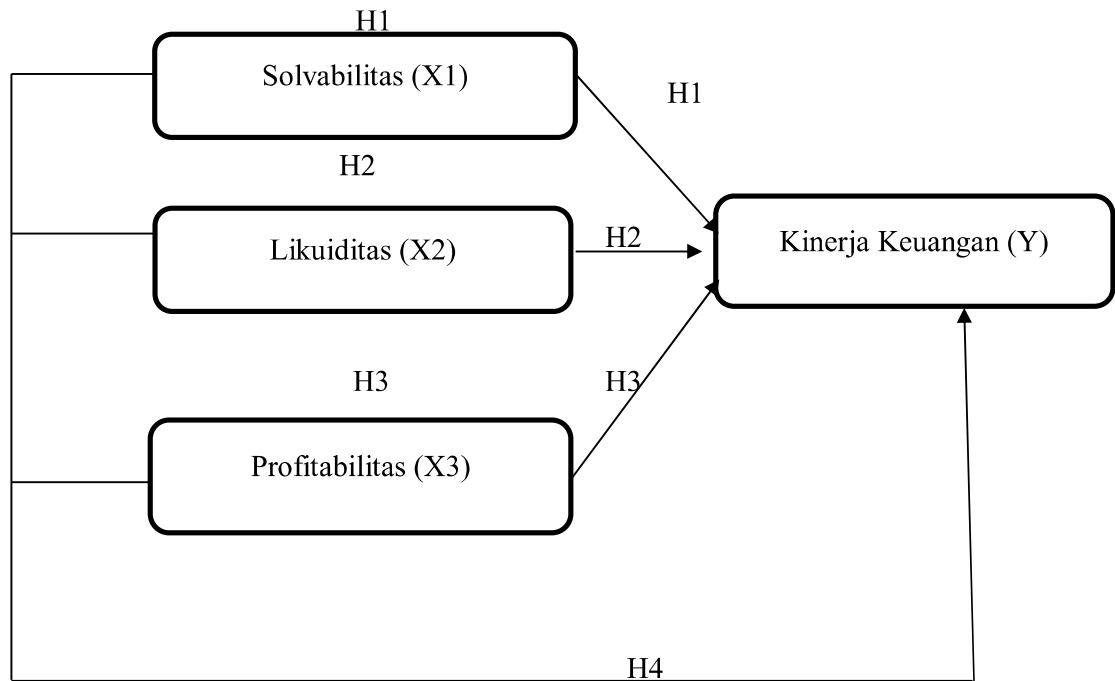 H1
Solvabilitas (X1)
H1
H2
Likuiditas (X2)
H2
Kinerja Keuangan (Y)
H3
H3
Profitabilitas (X3)
H4